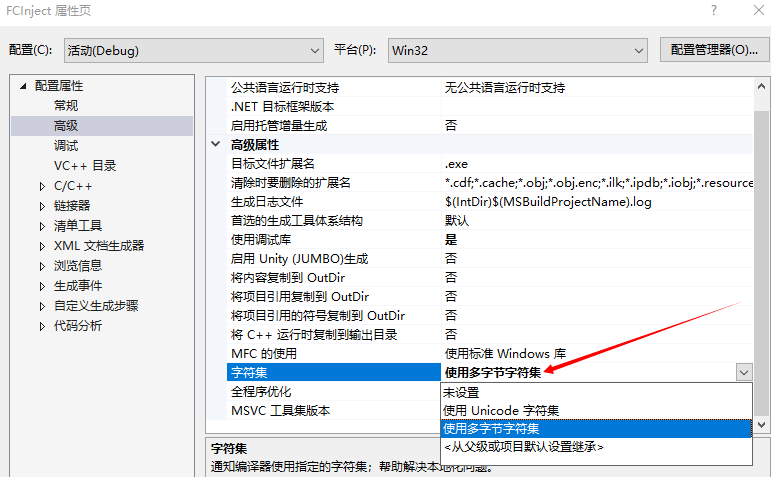 FCInject 属性页
? ×
配置(C): 活动(Debug) 平台(P): Win32 配置管理器(O)...
配置属性
常规
高级
调试
VC++ 目录
C/C++
链接器
清单工具
XML 文档生成器
浏览信息
生成事件
自定义生成步骤
代码分析
公共语言运行时支持 无公共语言运行时支持
.NET 目标框架版本
启用托管增量生成 否
高级属性
目标文件扩展名 .exe
清除时要删除的扩展名 *.cdf;*.cache;*.obj;*.obj.enc;*.ilk;*.ipdb;*.iobj;*.resource
生成日志文件 $(IntDir)$(MSBuildProjectName).log
首选的生成工具体系结构 默认
使用调试库 是
启用 Unity (JUMBO)生成 否
将内容复制到 OutDir 否
将项目引用复制到 OutDir 否
将项目引用的符号复制到 OutDir 否
将 C++ 运行时复制到输出目录 否
MFC 的使用 使用标准 Windows 库
字符集 使用多字节字符集
全程序优化 未设置
MSVC 工具集版本 使用 Unicode 字符集
使用多字节字符集
<从父级或项目默认设置继承>
字符集
通知编译器使用指定的字符集；帮助解决本地化问题。